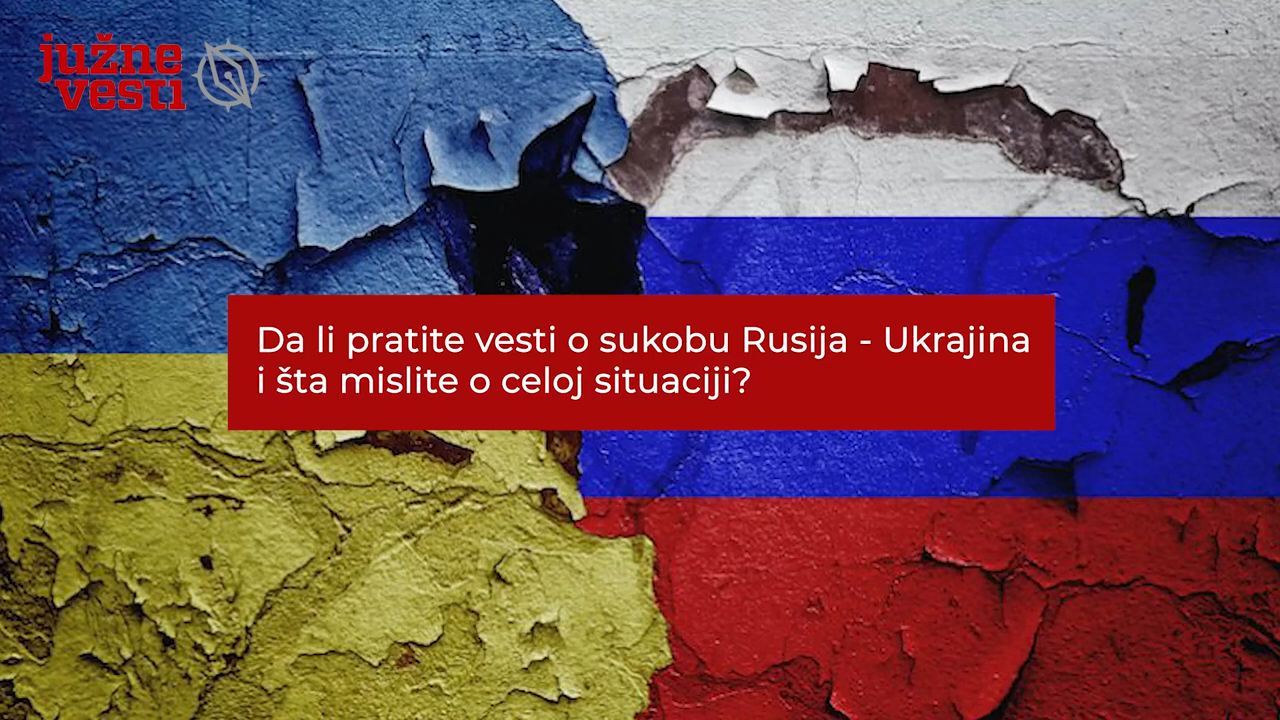 južne
vesti
Da li pratite vesti o sukobu Rusija - Ukrajina
i šta mislite o celoj situaciji?